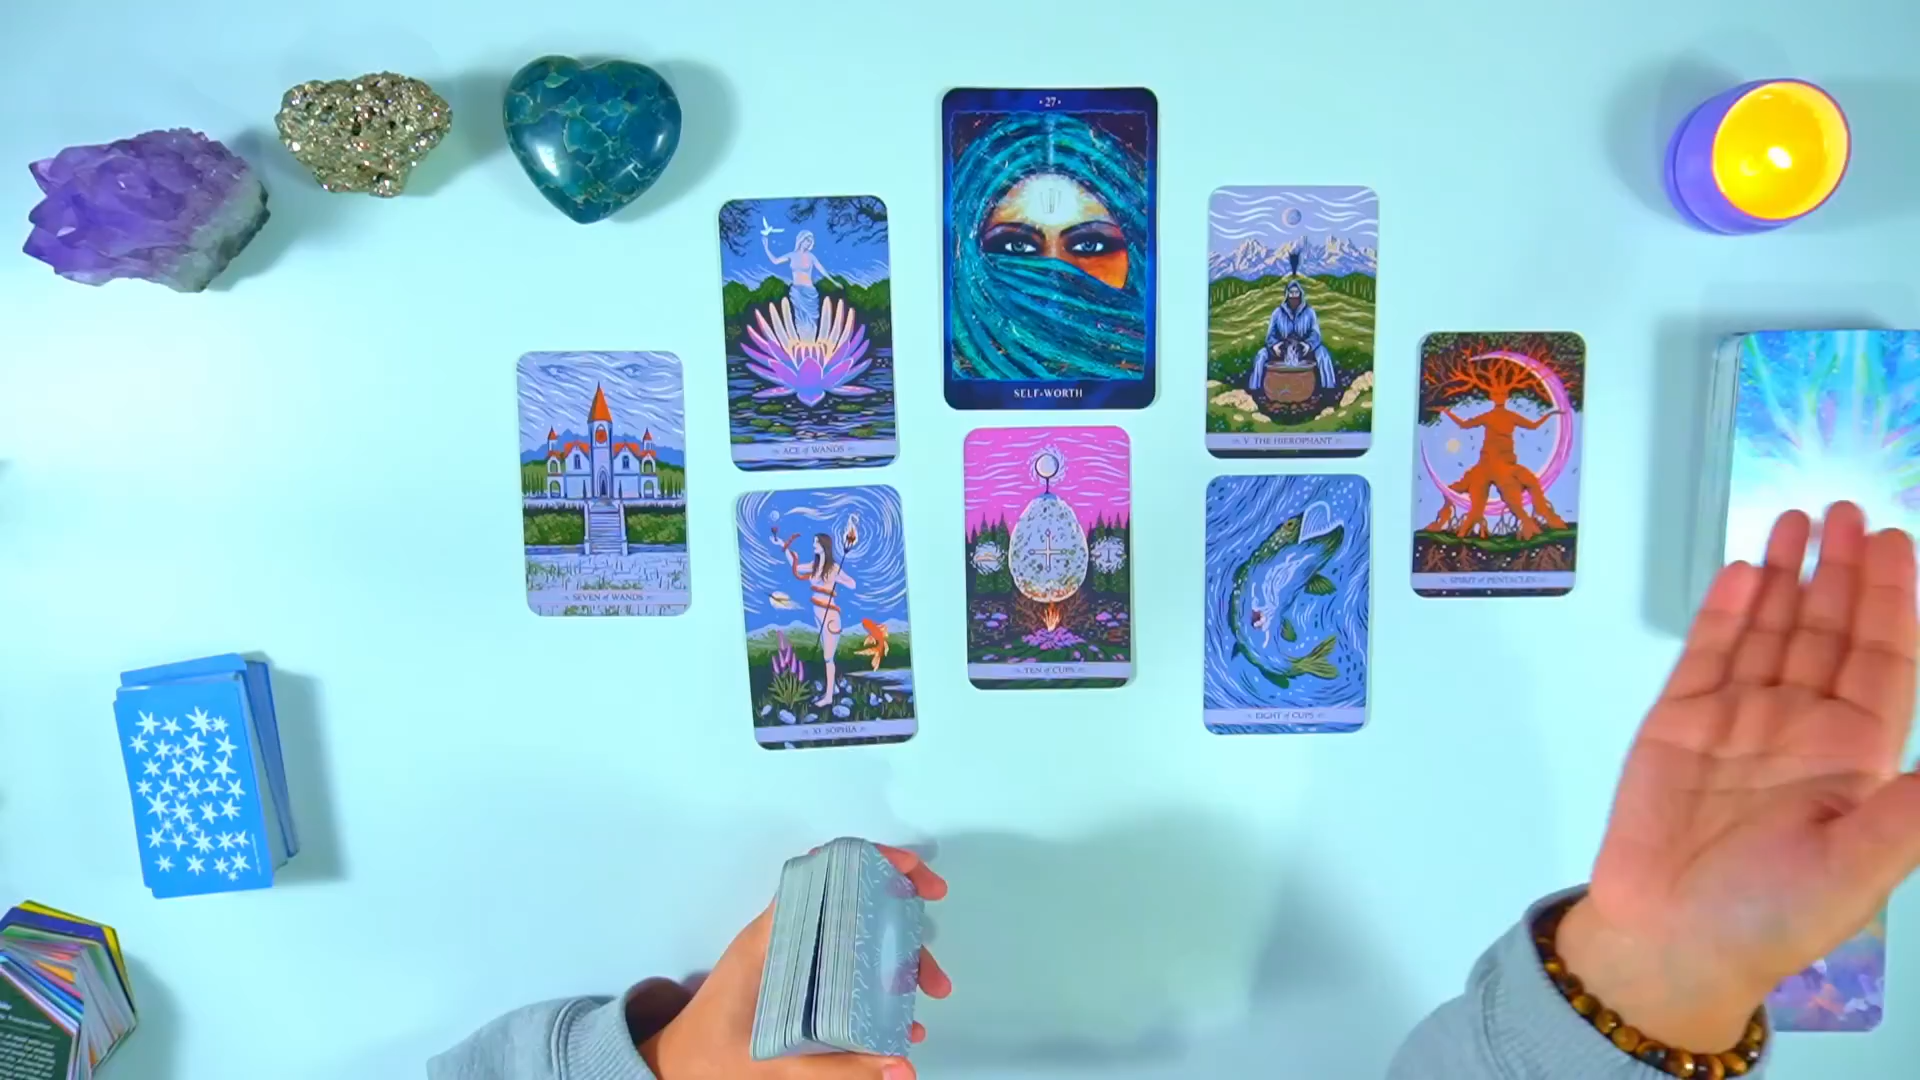 ·27·
SELF-WORTH
ACE of WANDS
V THE HIEROPHANT
SEVEN of WANDS
SPIRIT of PENTACLES
TEN of CUPS
XI SOPHIA
EIGHT of CUPS